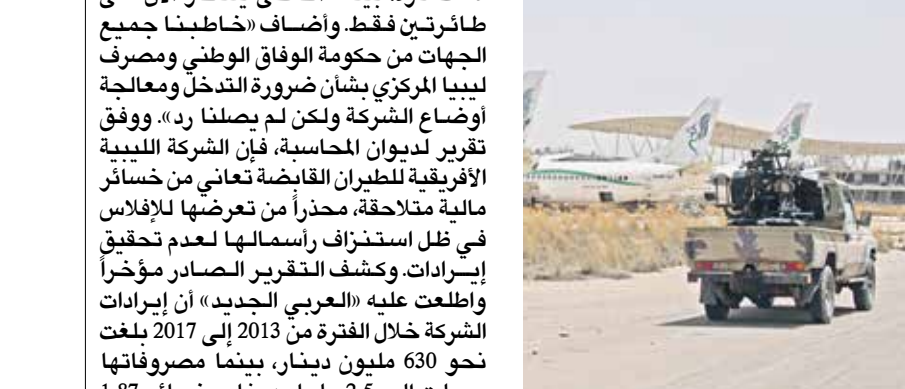 طائرتين فقط. وأضاف «خاطبنا جميع
الجهات من حكومة الوفاق الوطني ومصرف
ليبيا المركزي بشأن ضرورة التدخل ومعالجة
أوضاع الشركة ولكن لم يصلنا رد». ووفق
تقرير لديوان المحاسبة، فإن الشركة الليبية
الأفريقية للطيران القابضة تعاني من خسائر
مالية متلاحقة، محذراً من تعرضها للإفلاس
في ظل استنزاف رأسمالها لعدم تحقيق
إيرادات. وكشف التقرير الصادر مؤخراً
واطلعت عليه «العربي الجديد» أن إيرادات
الشركة خلال الفترة من 2013 إلى 2017 بلغت
نحو 630 مليون دينار، بينما مصروفاتها